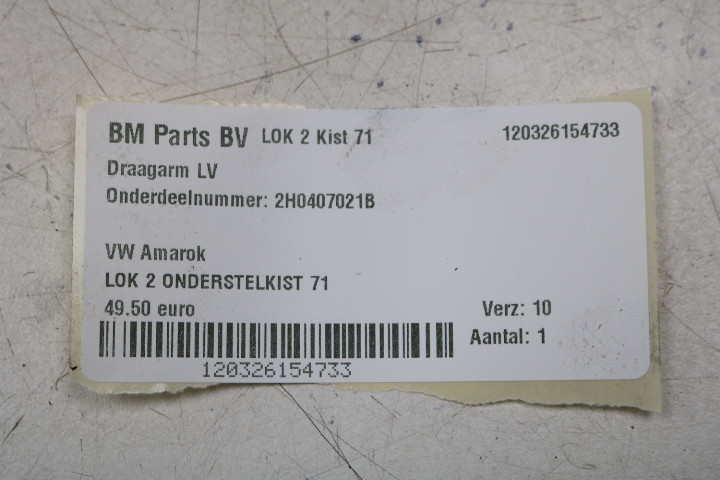 BM Parts BV LOK 2 Kist 71 120326154733
Draagarm LV
Onderdeelnummer: 2H0407021B
VW Amarok
LOK 2 ONDERSTELKIST 71
49.50 euro Verz: 10
Aantal: 1
120326154733